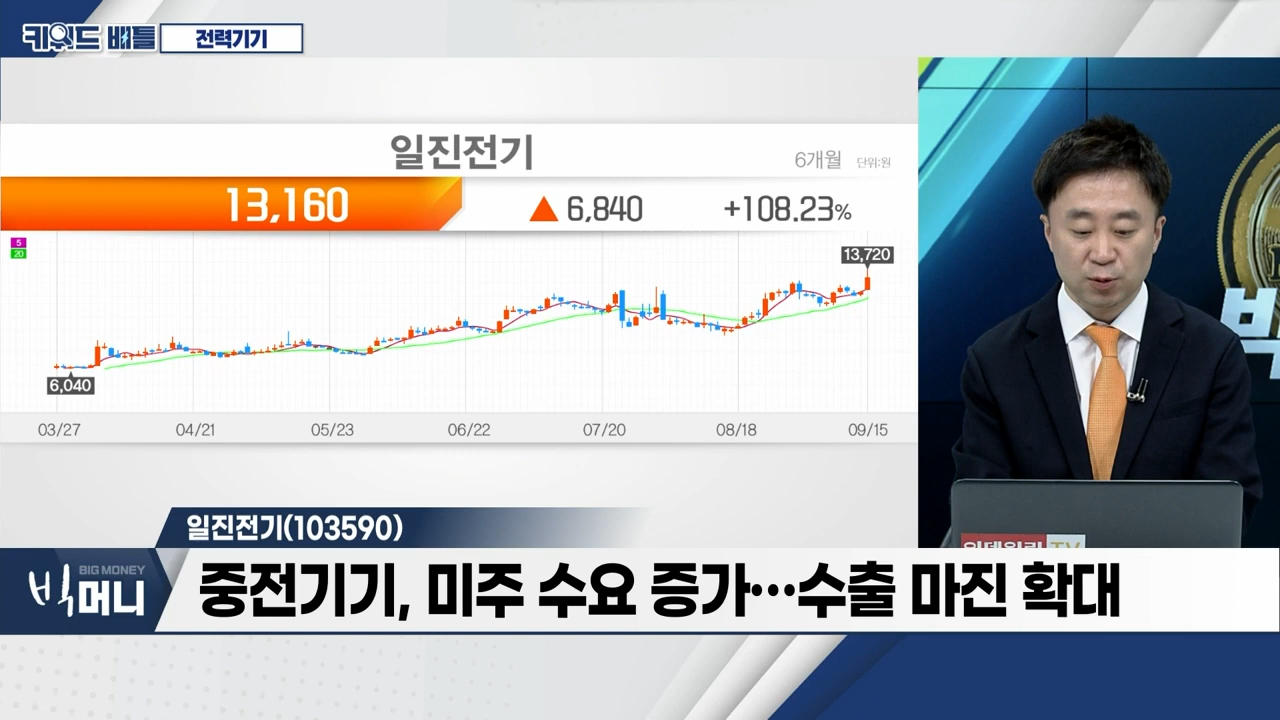 키워드 배틀 전력기기
일진전기
6개월 단위:원
13,160 ▲ 6,840 +108.23%
5
20
13,720
6,040
03/27 04/21 05/23 06/22 07/20 08/18 09/15
일진전기(103590)
BIG MONEY
빅머니
중전기기, 미주 수요 증가…수출 마진 확대